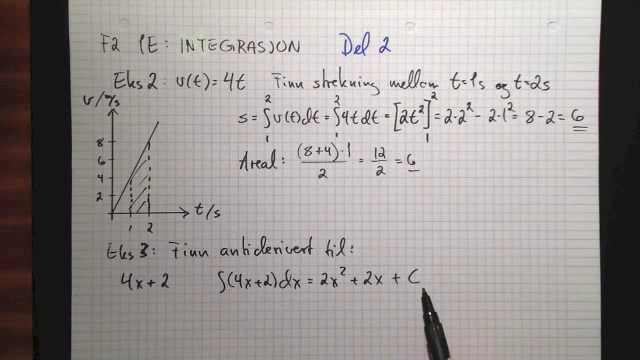 F2 1E: INTEGRASJON Del 2
Eks 2: v(t) = 4t Finn strekning mellom t=1s og t=2s
s = ∫₁² v(t)dt = ∫₁² 4t dt = [2t²]₁² = 2·2² - 2·1² = 8 - 2 = 6
Areal: (8+4)·1 / 2 = 12/2 = 6
v/m/s
8
6
4
2
1 2
t/s
Eks 3: Finn antiderivert til:
4x + 2 ∫(4x+2)dx = 2x² + 2x + C